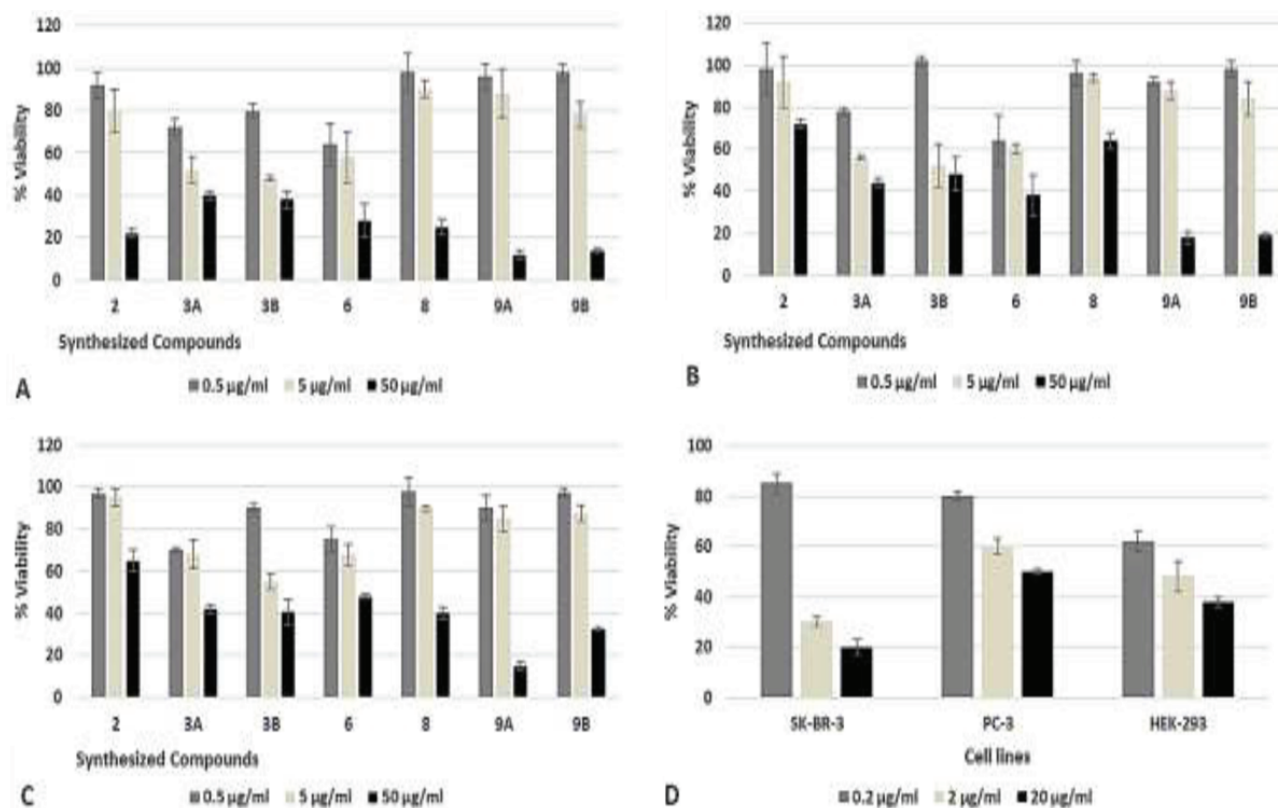 120
100
80
60
40
20
0
% Viability
2 3A 3B 6 8 9A 9B
Synthesized Compounds
0.5 µg/ml 5 µg/ml 50 µg/ml
A
120
100
80
60
40
20
0
% Viability
2 3A 3B 6 8 9A 9B
Synthesized Compounds
0.5 µg/ml 5 µg/ml 50 µg/ml
B
120
100
80
60
40
20
0
% Viability
2 3A 3B 6 8 9A 9B
Synthesized Compounds
0.5 µg/ml 5 µg/ml 50 µg/ml
C
100
80
60
40
20
0
% Viability
SK-BR-3 PC-3 HEK-293
Cell lines
0.2 µg/ml 2 µg/ml 20 µg/ml
D